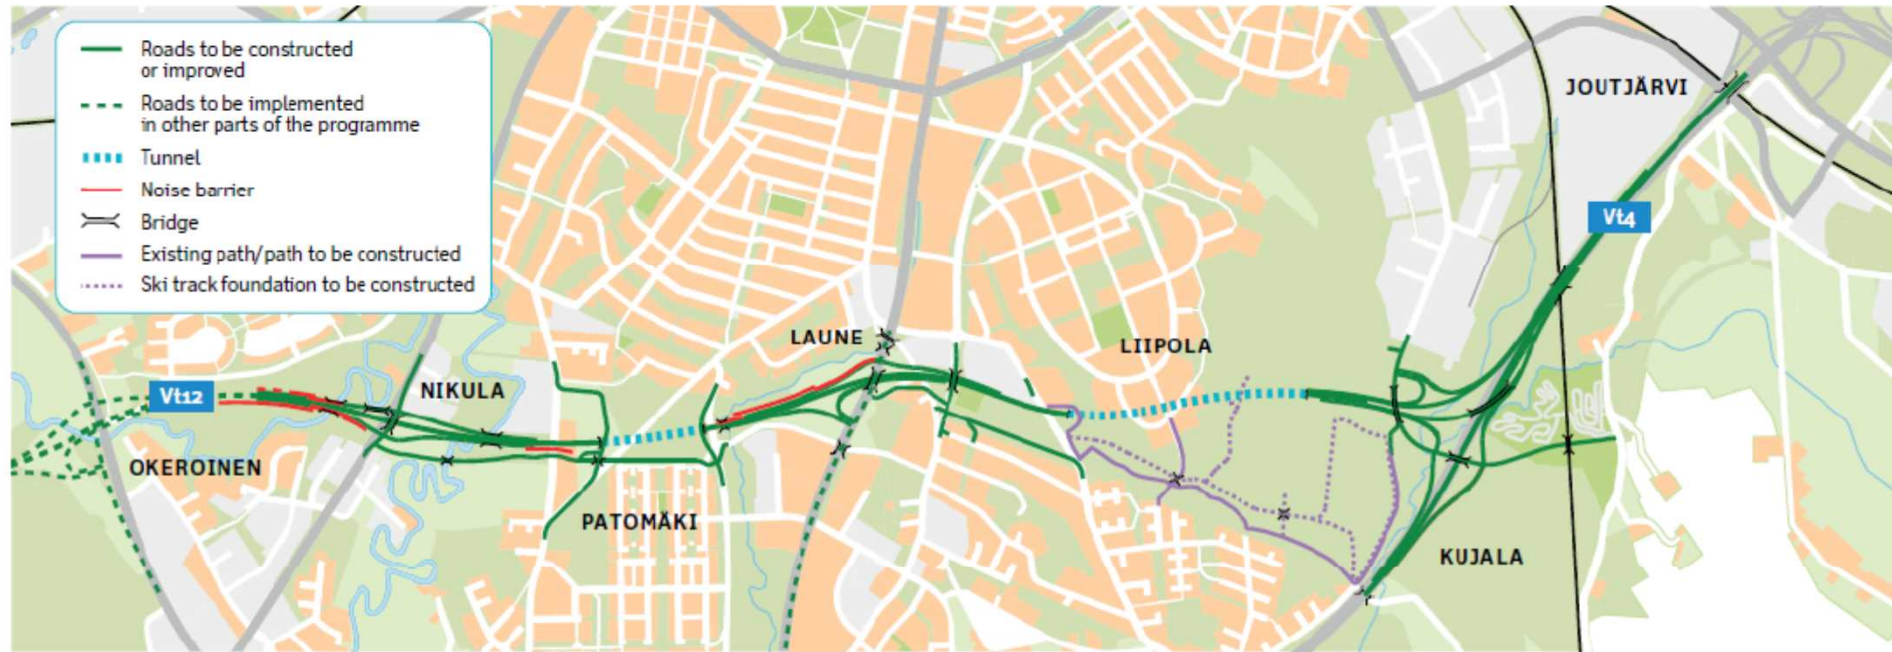 Roads to be constructed
or improved
Roads to be implemented
in other parts of the programme
Tunnel
Noise barrier
Bridge
Existing path/path to be constructed
Ski track foundation to be constructed
JOUTJÄRVI
Vt4
LAUNE
LIIPOLA
NIKULA
Vt12
OKEROINEN
PATOMÄKI
KUJALA